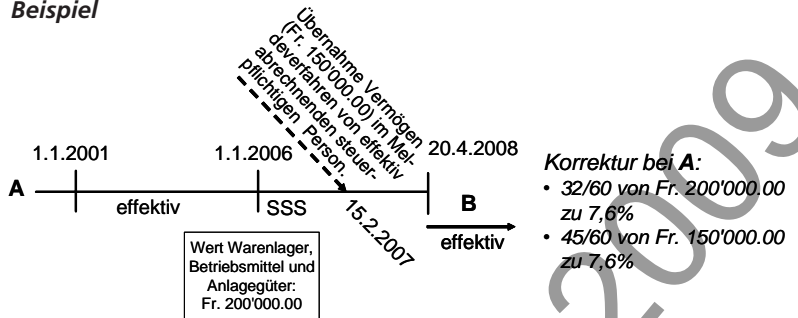 Beispiel
Übernahme Vermögen
(Fr. 150'000.00) im Mel-
deverfahren von effektiv
abrechnenden steuer-
pflichtigen Person.
1.1.2001
1.1.2006
20.4.2008
A
effektiv
SSS
15.2.2007
B
effektiv
Wert Warenlager,
Betriebsmittel und
Anlagegüter:
Fr. 200'000.00
Korrektur bei A:
• 32/60 von Fr. 200'000.00
zu 7,6%
• 45/60 von Fr. 150'000.00
zu 7,6%
2009